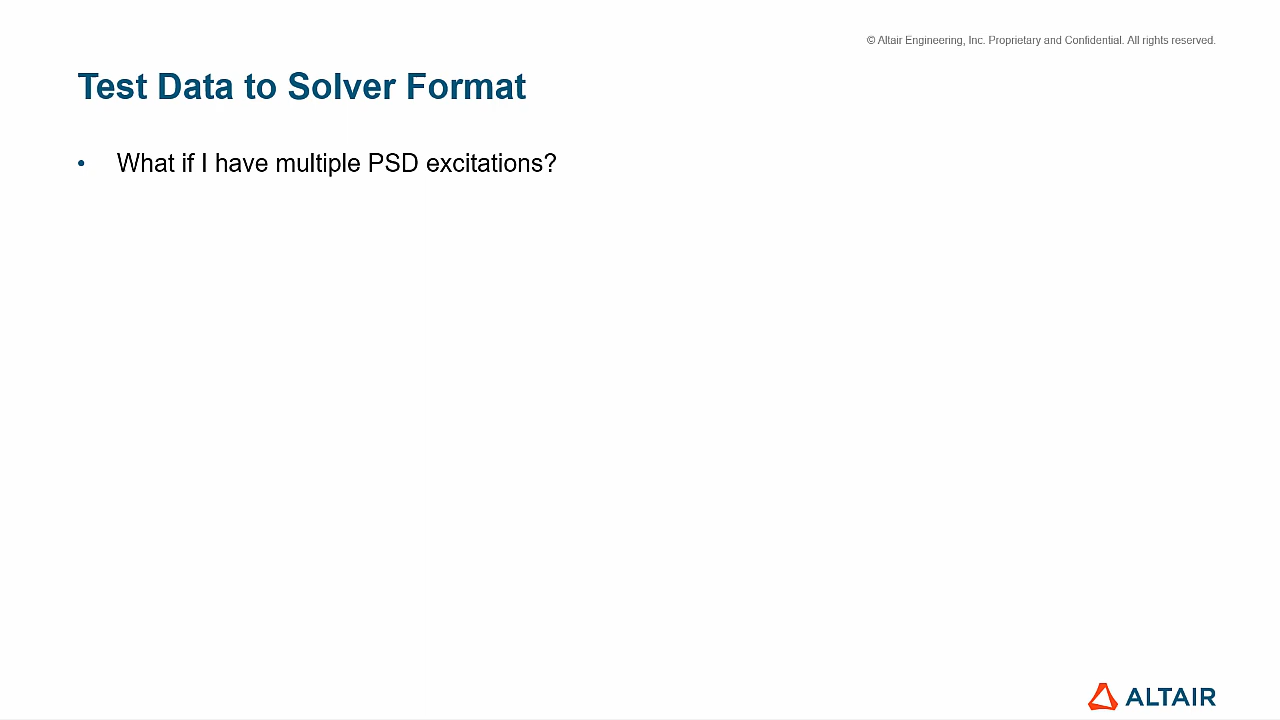 © Altair Engineering, Inc. Proprietary and Confidential. All rights reserved.
Test Data to Solver Format
• What if I have multiple PSD excitations?
ALTAIR